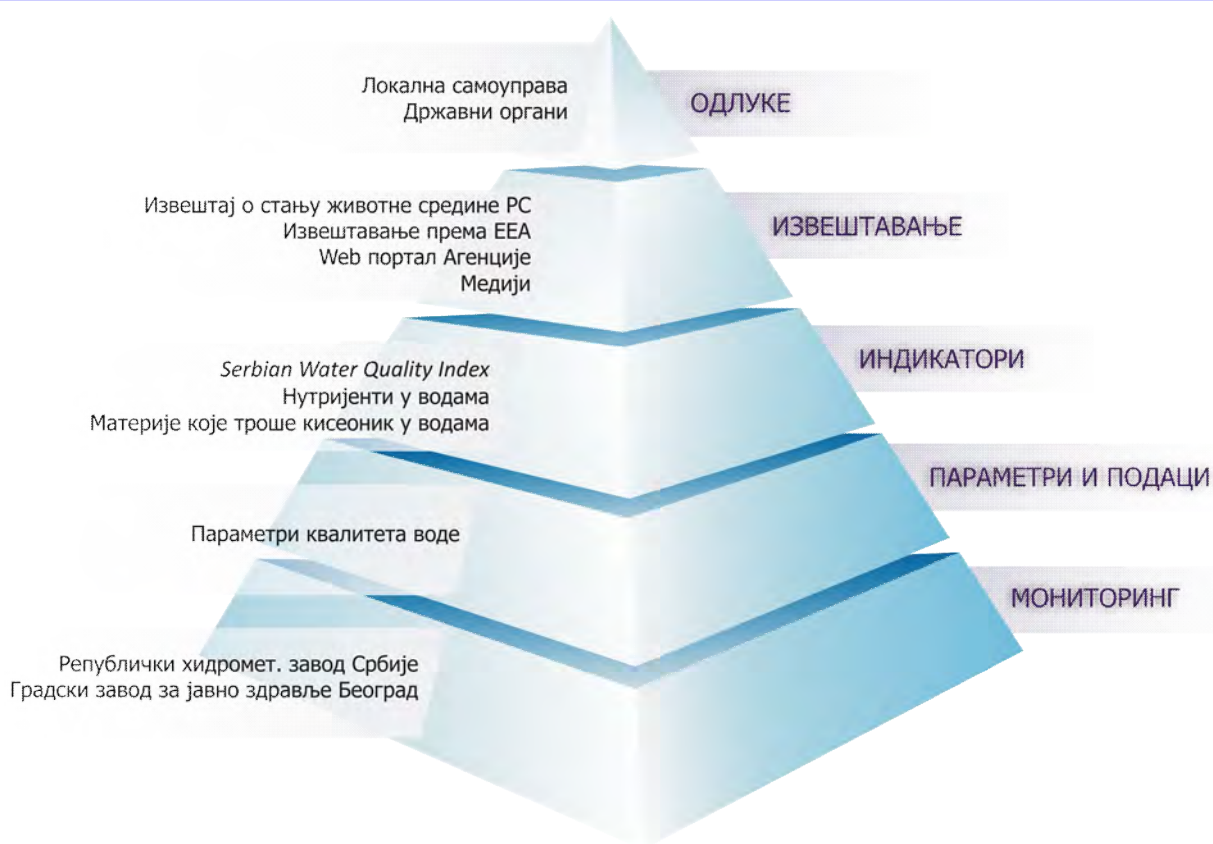 Локална самоуправа
Државни органи
ОДЛУКЕ
Извештај о стању животне средине РС
Извештавање према ЕЕА
Web портал Агенције
Медији
ИЗВЕШТАВАЊЕ
Serbian Water Quality Index
Нутријенти у водама
Материје које троше кисеоник у водама
ИНДИКАТОРИ
Параметри квалитета воде
ПАРАМЕТРИ И ПОДАЦИ
Републички хидромет. завод Србије
Градски завод за јавно здравље Београд
МОНИТОРИНГ